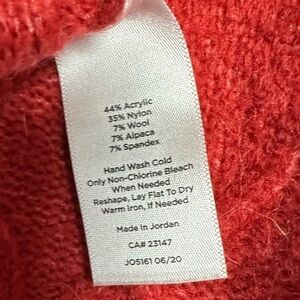 44% Acrylic
35% Nylon
7% Wool
7% Alpaca
7% Spandex
Hand Wash Cold
Only Non-Chlorine Bleach
When Needed
Reshape, Lay Flat To Dry
Warm Iron, If Needed
Made In Jordan
CA# 23147
JO5161 06/20